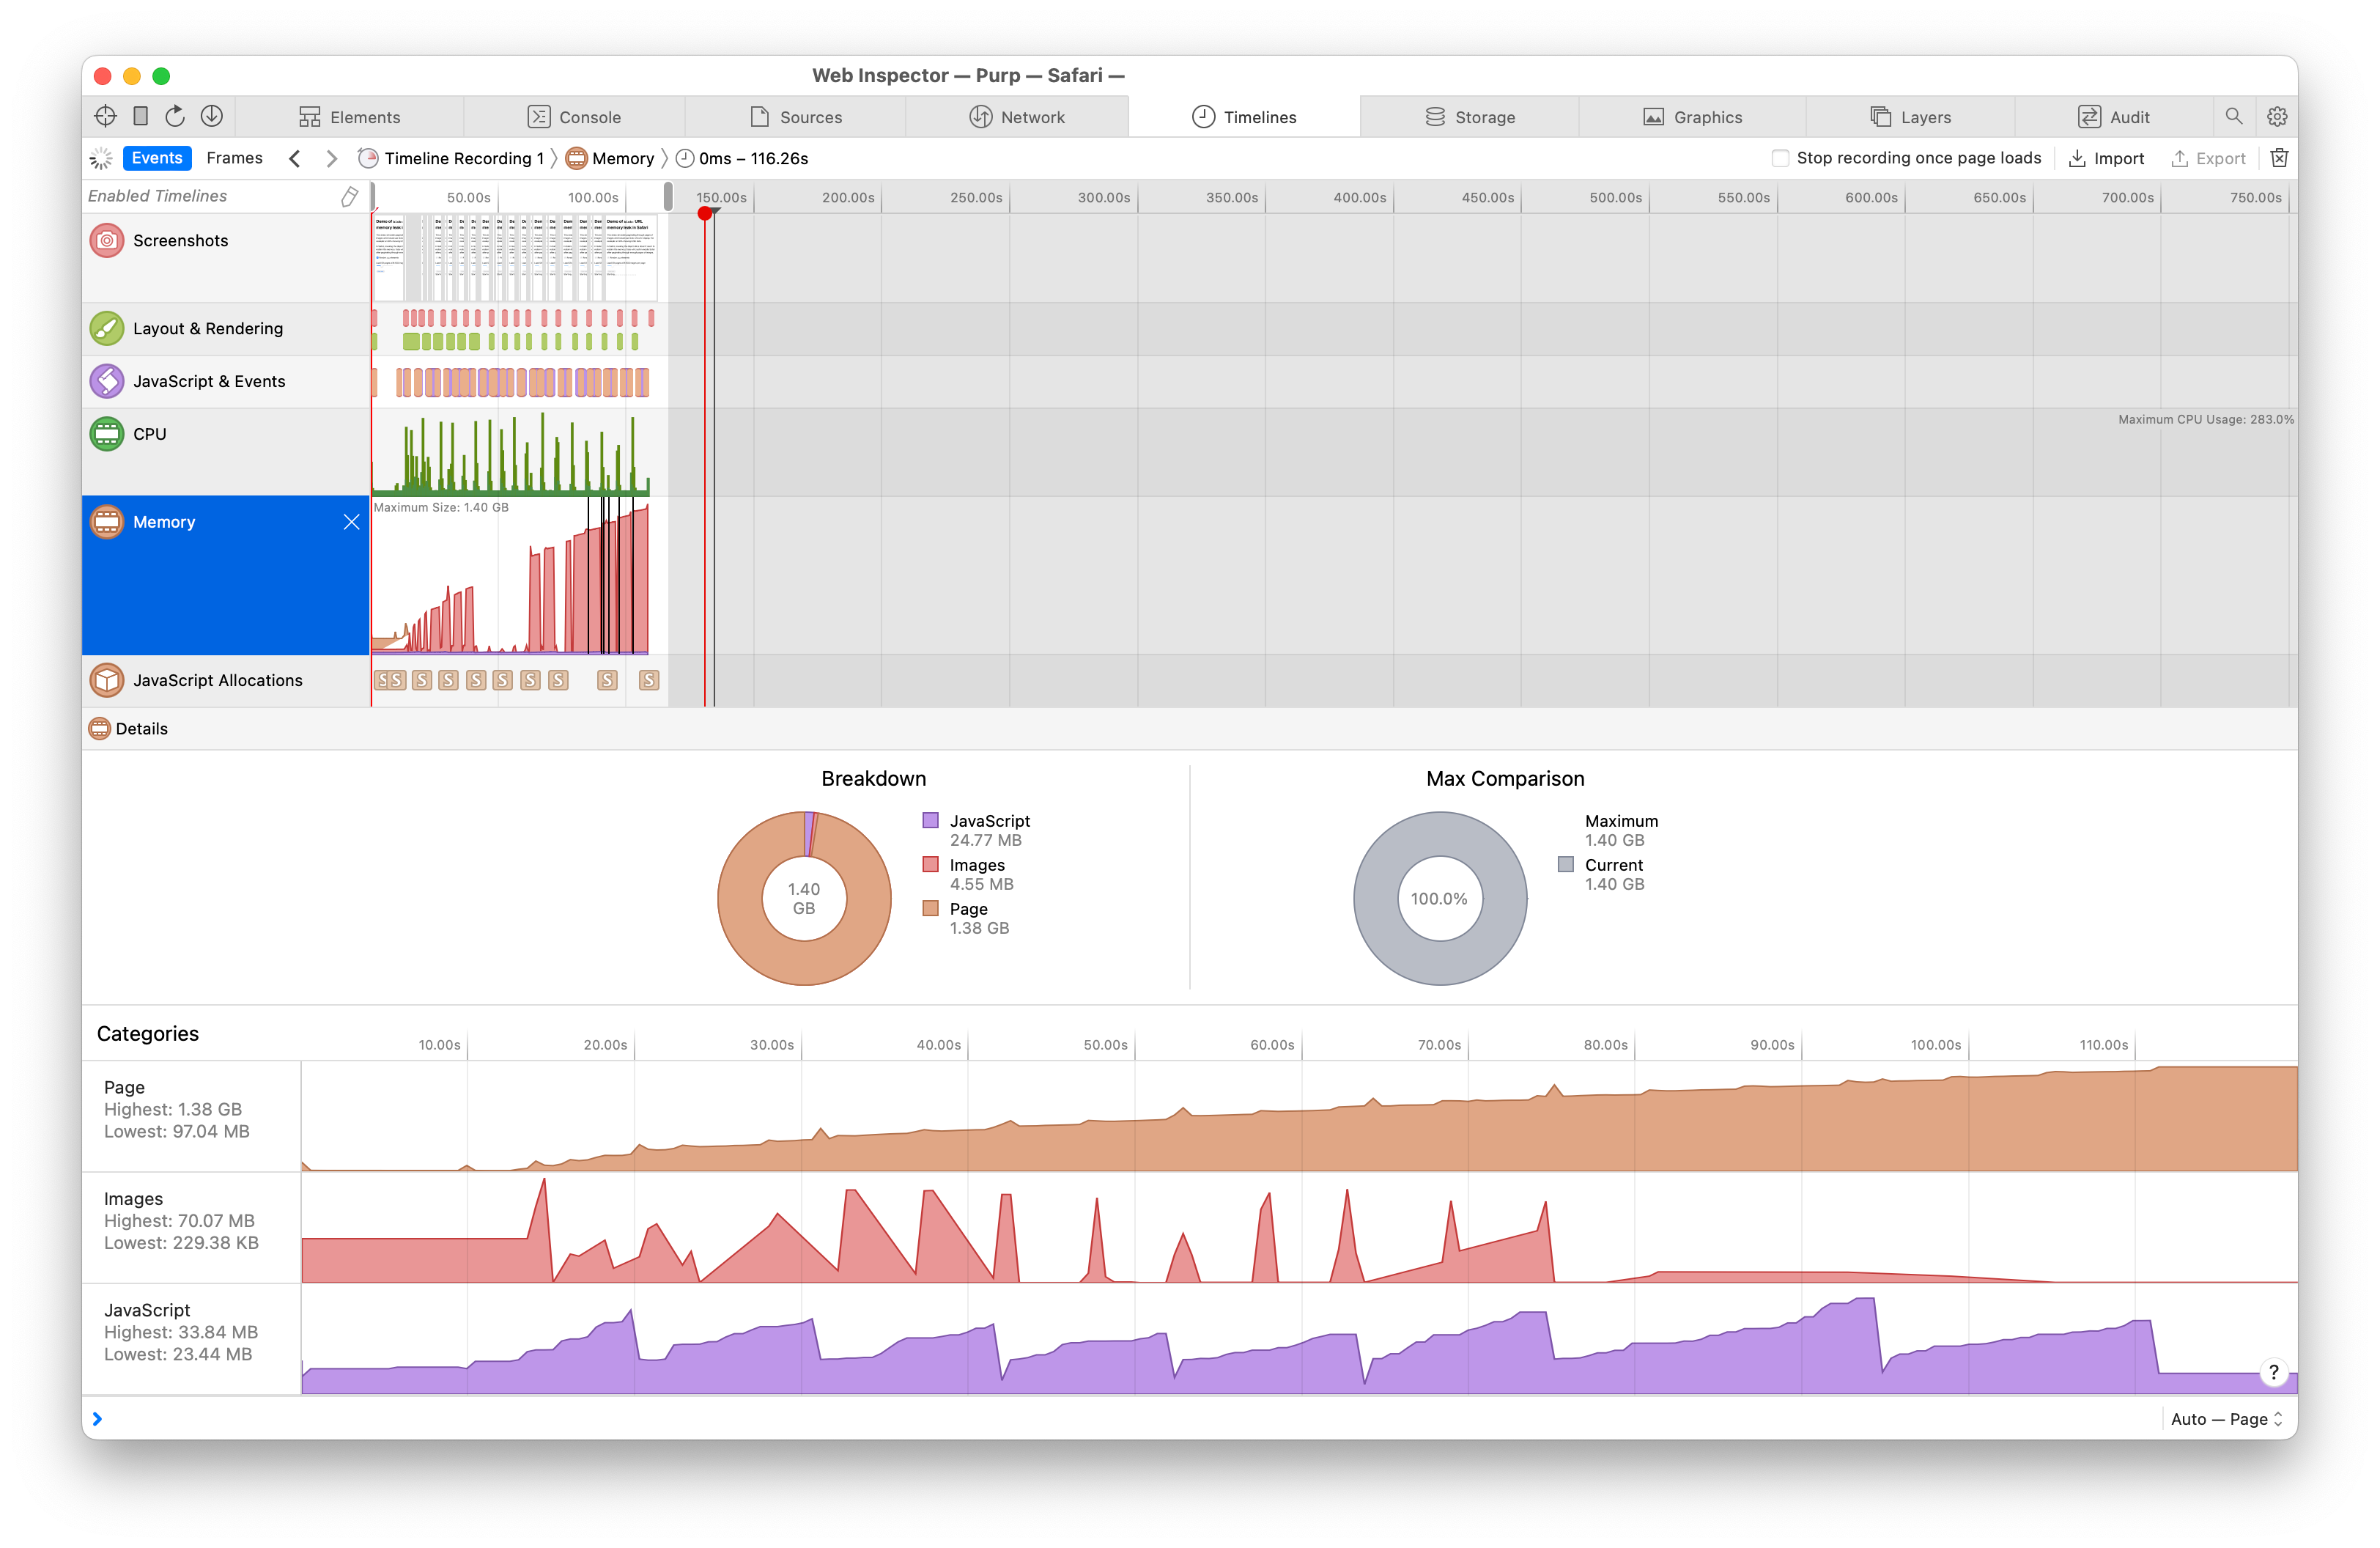 Web Inspector — Purp — Safari —
Elements
Console
Sources
Network
Timelines
Storage
Graphics
Layers
Audit
Events
Frames
Timeline Recording 1
Memory
0ms – 116.26s
Stop recording once page loads
Import
Export
Enabled Timelines
50.00s
100.00s
150.00s
200.00s
250.00s
300.00s
350.00s
400.00s
450.00s
500.00s
550.00s
600.00s
650.00s
700.00s
750.00s
Screenshots
Layout & Rendering
JavaScript & Events
CPU
Maximum CPU Usage: 283.0%
Memory
Maximum Size: 1.40 GB
JavaScript Allocations
S S S S S S S S S S
Details
Breakdown
1.40
GB
JavaScript
24.77 MB
Images
4.55 MB
Page
1.38 GB
Max Comparison
100.0%
Maximum
1.40 GB
Current
1.40 GB
Categories
10.00s
20.00s
30.00s
40.00s
50.00s
60.00s
70.00s
80.00s
90.00s
100.00s
110.00s
Page
Highest: 1.38 GB
Lowest: 97.04 MB
Images
Highest: 70.07 MB
Lowest: 229.38 KB
JavaScript
Highest: 33.84 MB
Lowest: 23.44 MB
?
Auto — Page